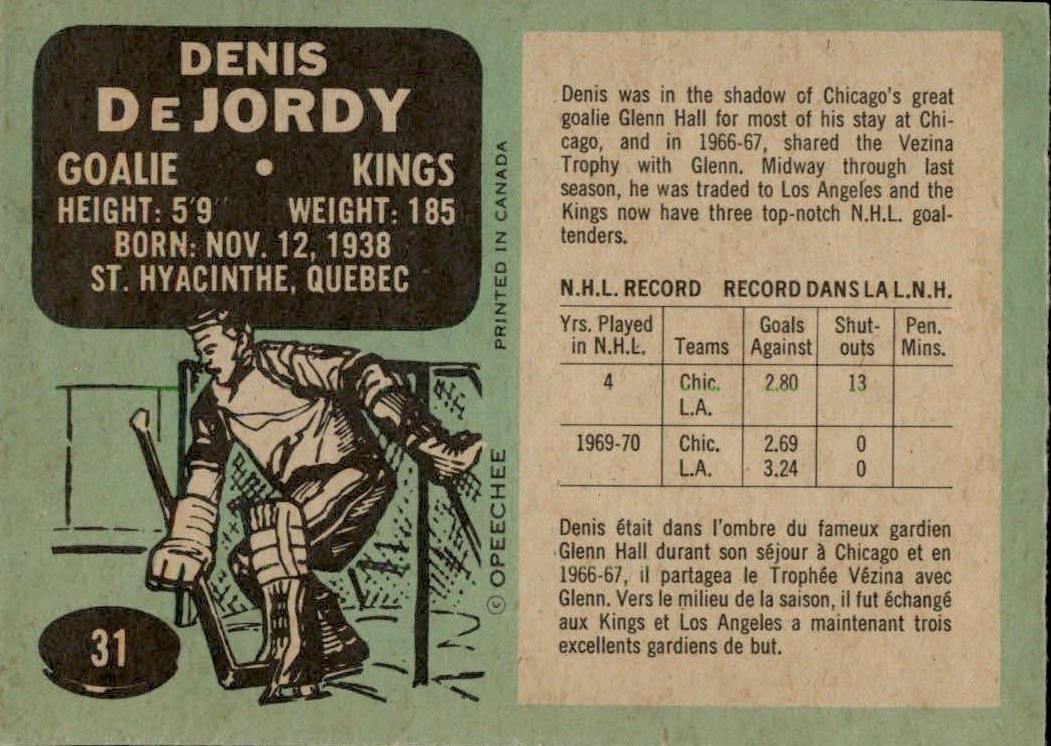 DENIS
DeJORDY
GOALIE • KINGS
HEIGHT: 5'9" WEIGHT: 185
BORN: NOV. 12, 1938
ST. HYACINTHE, QUEBEC
PRINTED IN CANADA
© OPEECHEE
31
Denis was in the shadow of Chicago's great
goalie Glenn Hall for most of his stay at Chi-
cago, and in 1966-67, shared the Vezina
Trophy with Glenn. Midway through last
season, he was traded to Los Angeles and the
Kings now have three top-notch N.H.L. goal-
tenders.
N.H.L. RECORD RECORD DANS LA L.N.H.
Yrs. Played Goals Shut- Pen.
in N.H.L. Teams Against outs Mins.
4 Chic. 2.80 13
L.A.
1969-70 Chic. 2.69 0
L.A. 3.24 0
Denis était dans l'ombre du fameux gardien
Glenn Hall durant son séjour à Chicago et en
1966-67, il partagea le Trophée Vézina avec
Glenn. Vers le milieu de la saison, il fut échangé
aux Kings et Los Angeles a maintenant trois
excellents gardiens de but.